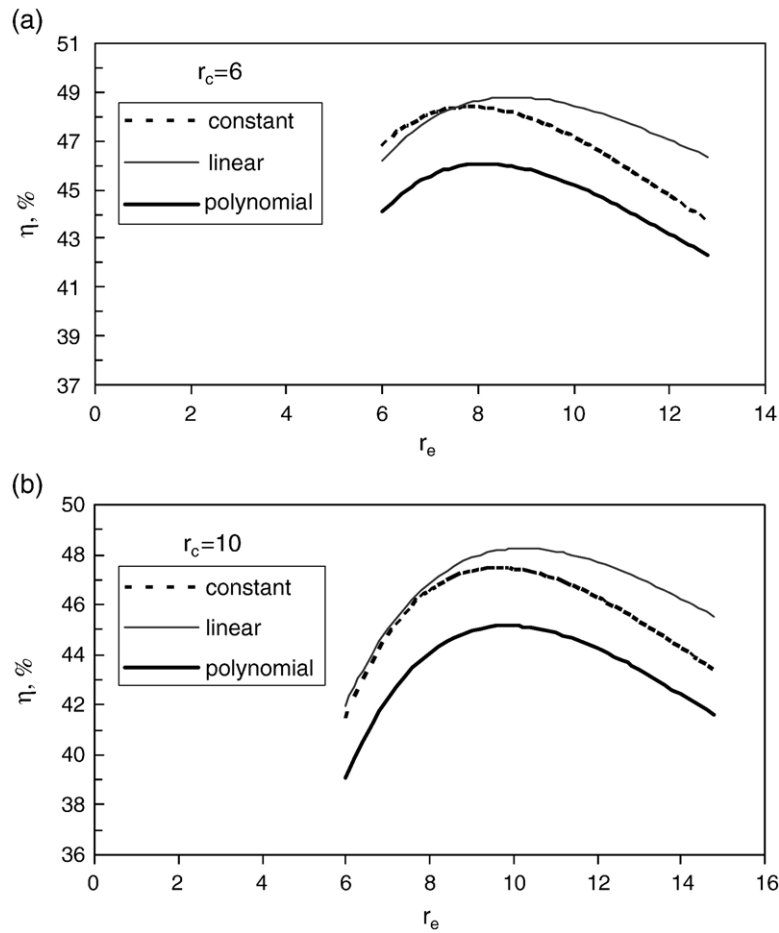 (a)
51
49
47
45
43
41
39
37
η, %
r_c=6
constant
linear
polynomial
0 2 4 6 8 10 12 14
r_e
(b)
50
48
46
44
42
40
38
36
η, %
r_c=10
constant
linear
polynomial
0 2 4 6 8 10 12 14 16
r_e